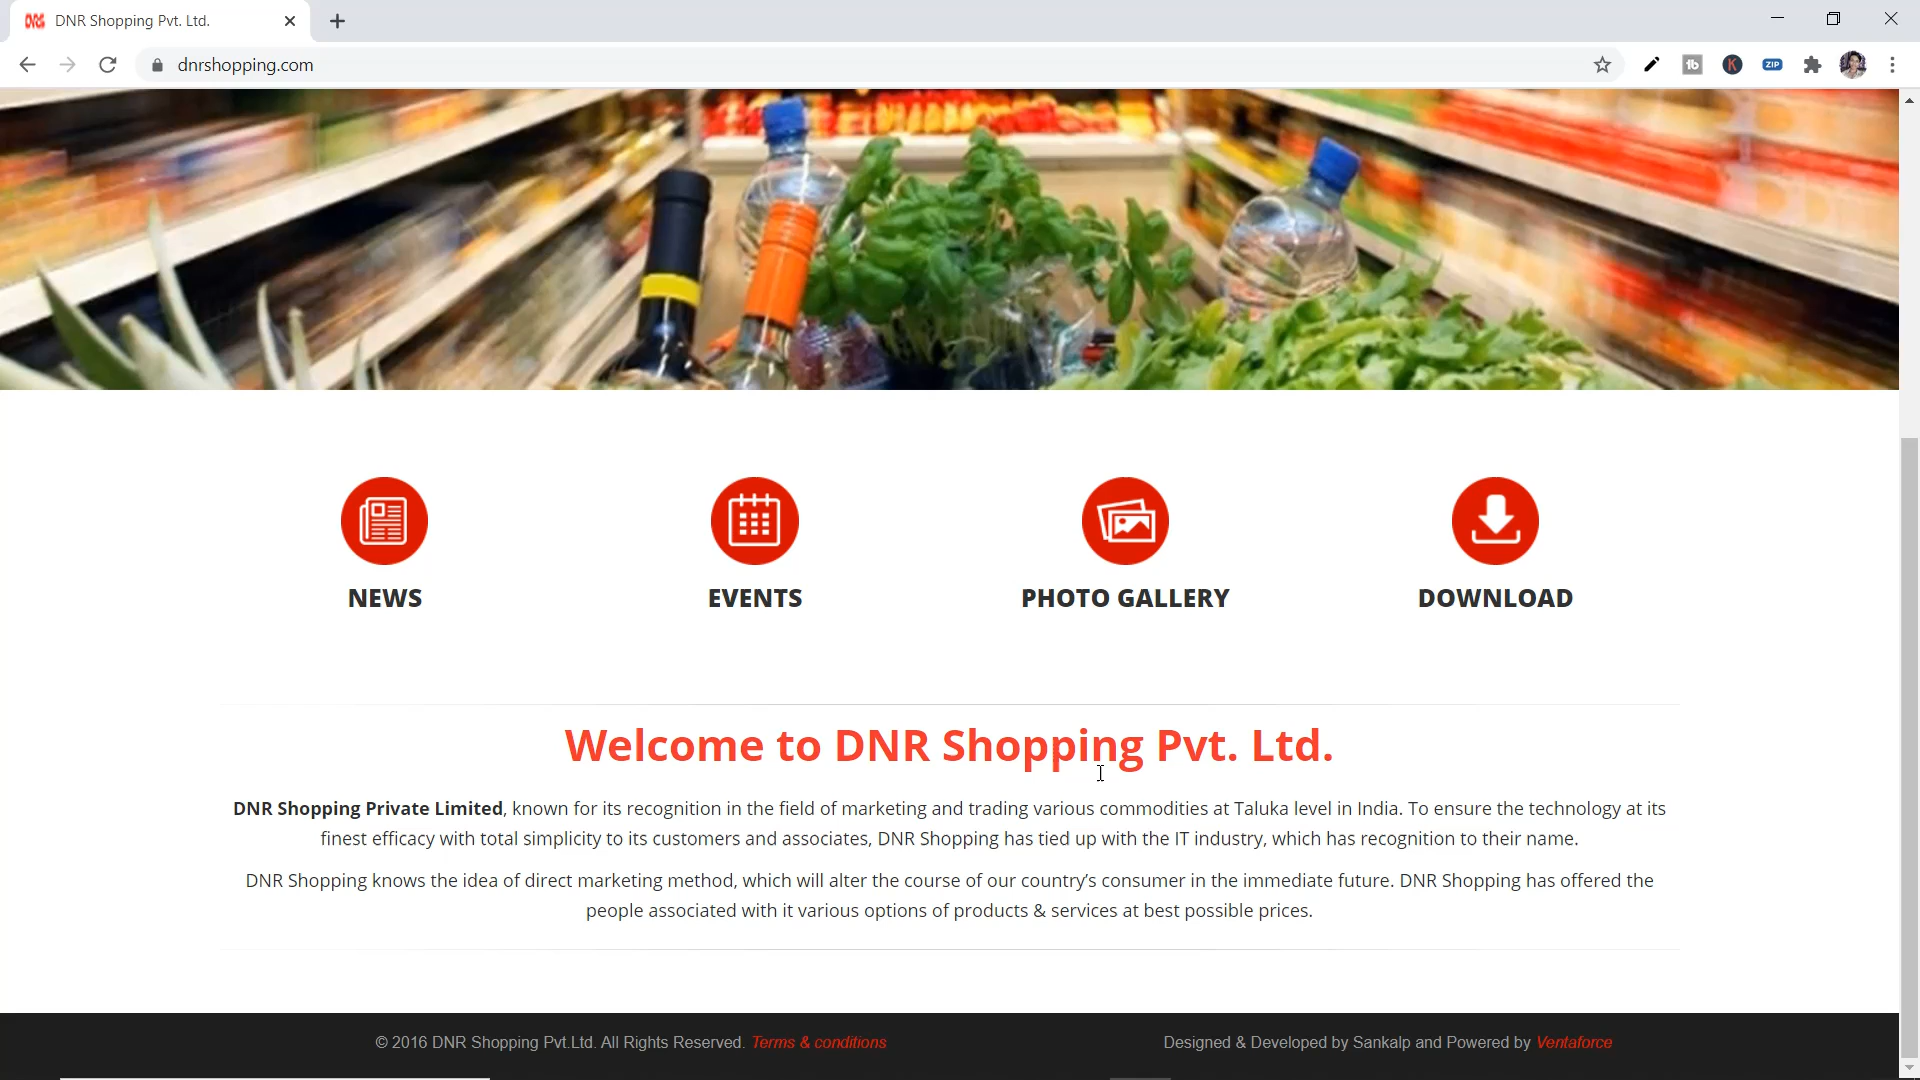 DNR Shopping Pvt. Ltd.
dnrshopping.com
tb
K
ZIP
NEWS
EVENTS
PHOTO GALLERY
DOWNLOAD
Welcome to DNR Shopping Pvt. Ltd.
DNR Shopping Private Limited, known for its recognition in the field of marketing and trading various commodities at Taluka level in India. To ensure the technology at its
finest efficacy with total simplicity to its customers and associates, DNR Shopping has tied up with the IT industry, which has recognition to their name.
DNR Shopping knows the idea of direct marketing method, which will alter the course of our country’s consumer in the immediate future. DNR Shopping has offered the
people associated with it various options of products & services at best possible prices.
© 2016 DNR Shopping Pvt.Ltd. All Rights Reserved. Terms & conditions
Designed & Developed by Sankalp and Powered by Ventaforce